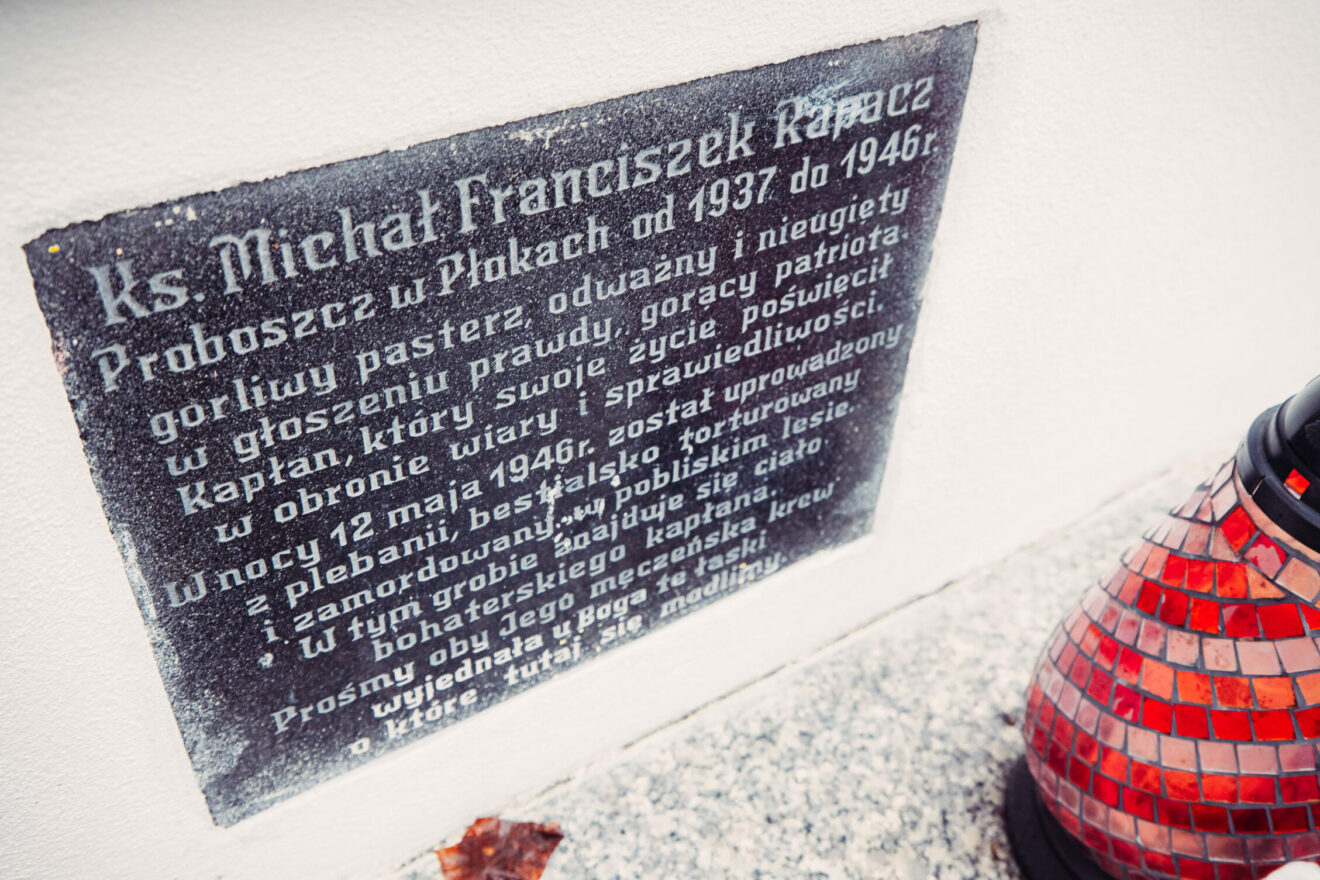 Ks. Michał Franciszek Rapacz
Proboszcz w Płokach od 1937 do 1946r.
gorliwy pasterz, odważny i nieugięty
w głoszeniu prawdy, gorący patriota.
Kapłan, który swoje życie poświęcił
w obronie wiary i sprawiedliwości.
W nocy 12 maja 1946r. został uprowadzony
z plebanii, bestialsko torturowany
i zamordowany w pobliskim lesie.
W tym grobie znajduje się ciało
bohaterskiego kapłana.
Prośmy oby Jego męczeńska krew
wyjednała u Boga te łaski
o które tutaj się modlimy.